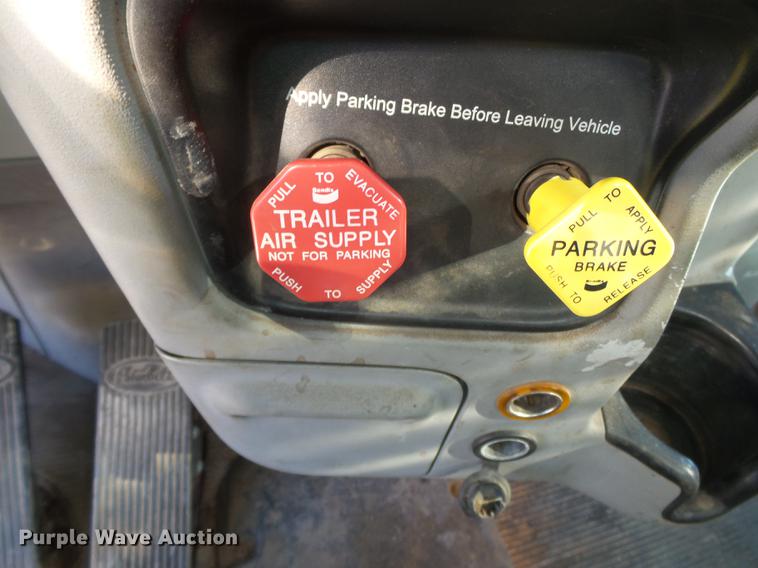 Apply Parking Brake Before Leaving Vehicle
PULL TO EVACUATE
Bendix
TRAILER
AIR SUPPLY
NOT FOR PARKING
PUSH TO SUPPLY
PULL TO APPLY
PARKING
BRAKE
PUSH TO RELEASE
Purple Wave Auction